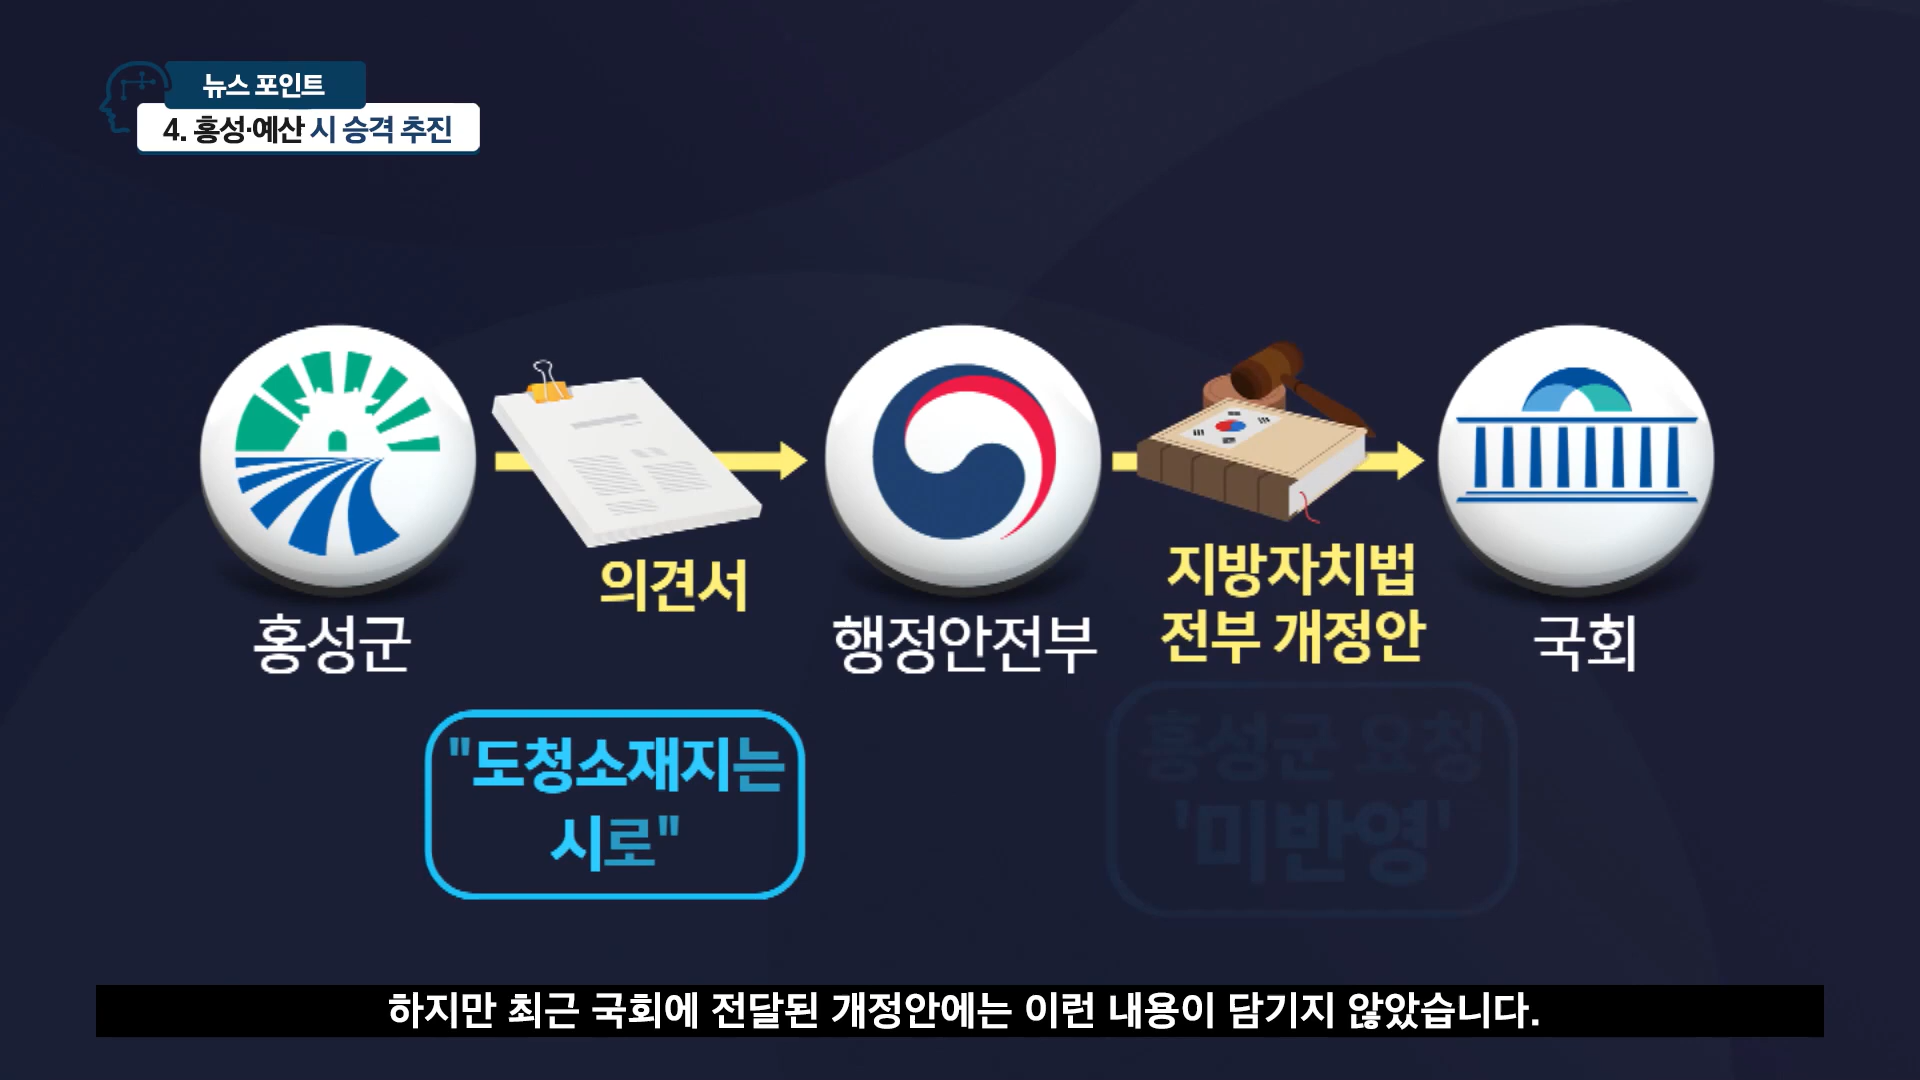 뉴스 포인트
4. 홍성·예산 시 승격 추진
의견서
지방자치법
전부 개정안
홍성군
행정안전부
국회
"도청소재지는
시로"
홍성군 요청
'미반영'
하지만 최근 국회에 전달된 개정안에는 이런 내용이 담기지 않았습니다.